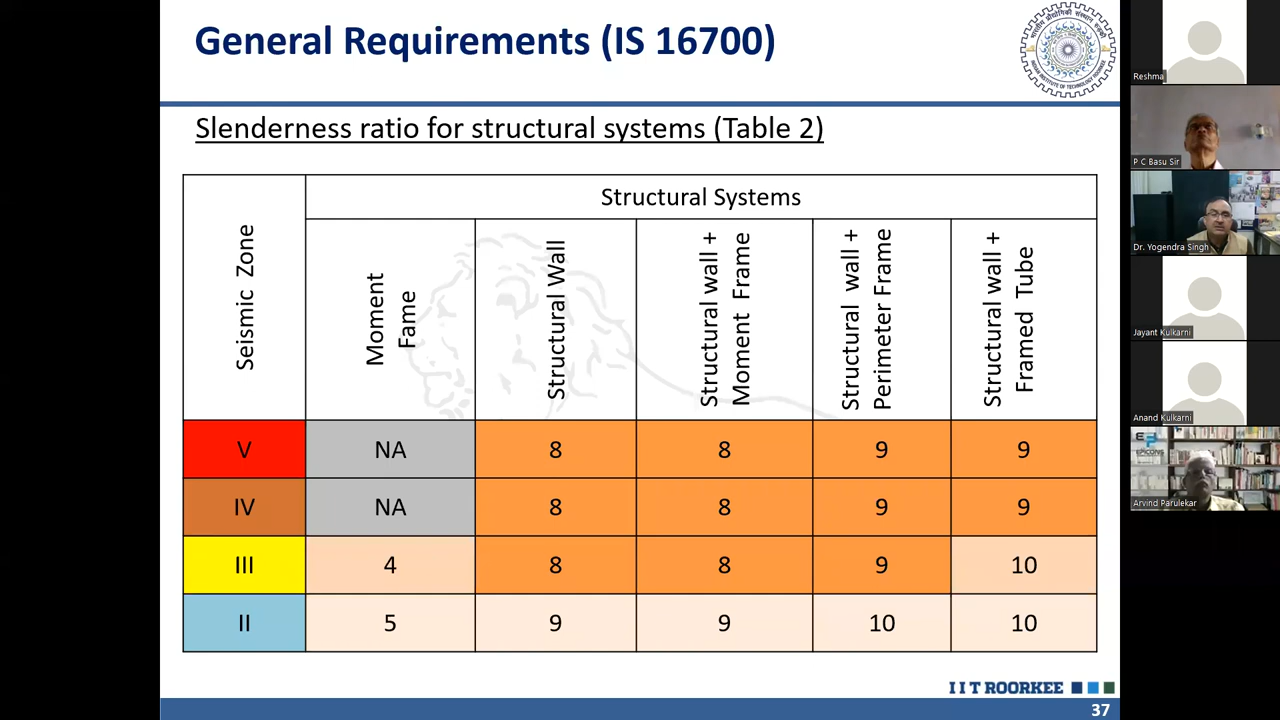 General Requirements (IS 16700)
Slenderness ratio for structural systems (Table 2)
Seismic Zone
Structural Systems
Moment
Fame
Structural Wall
Structural wall +
Moment Frame
Structural wall +
Perimeter Frame
Structural wall +
Framed Tube
V NA 8 8 9 9
IV NA 8 8 9 9
III 4 8 8 9 10
II 5 9 9 10 10
IIT ROORKEE
37
Reshma
P C Basu Sir
Dr. Yogendra Singh
Jayant Kulkarni
Anand Kulkarni
Arvind Parulekar